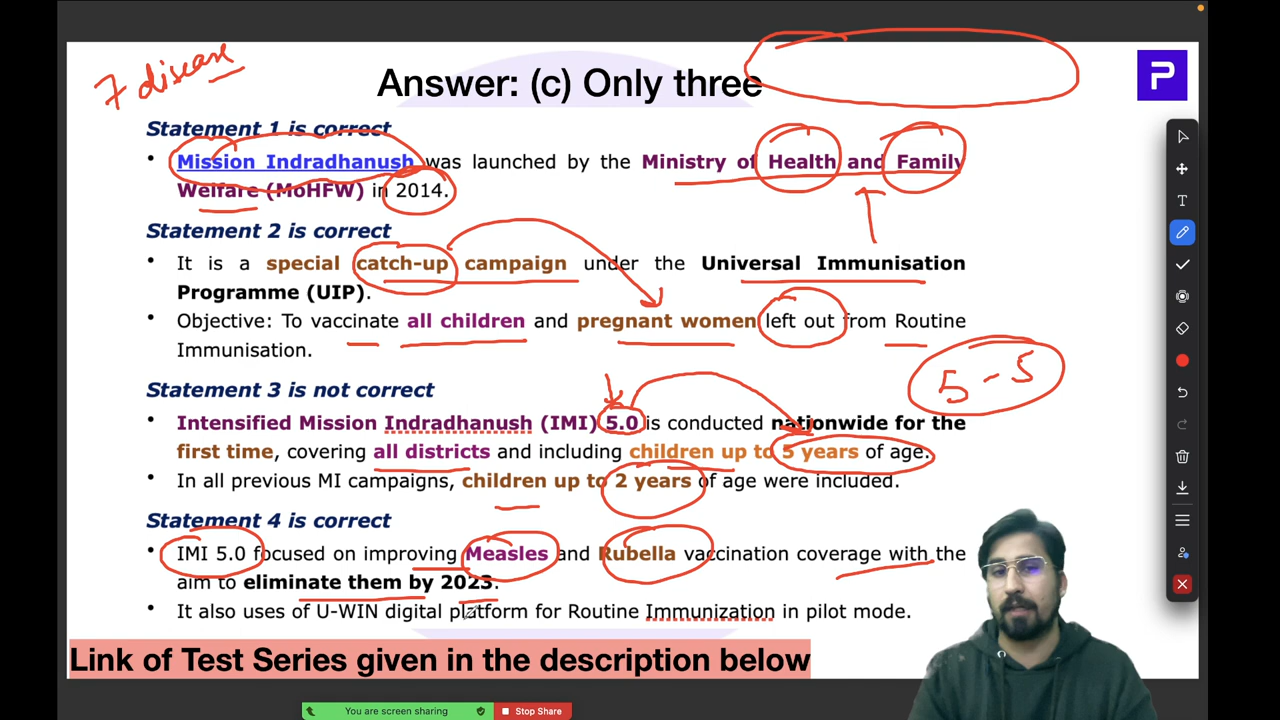 7 disease
Answer: (c) Only three
P
Statement 1 is correct
• Mission Indradhanush was launched by the Ministry of Health and Family
Welfare (MoHFW) in 2014.
Statement 2 is correct
• It is a special catch-up campaign under the Universal Immunisation
Programme (UIP).
• Objective: To vaccinate all children and pregnant women left out from Routine
Immunisation.
5 - 5
Statement 3 is not correct
• Intensified Mission Indradhanush (IMI) 5.0 is conducted nationwide for the
first time, covering all districts and including children up to 5 years of age.
• In all previous MI campaigns, children up to 2 years of age were included.
Statement 4 is correct
• IMI 5.0 focused on improving Measles and Rubella vaccination coverage with the
aim to eliminate them by 2023.
• It also uses of U-WIN digital platform for Routine Immunization in pilot mode.
Link of Test Series given in the description below
You are screen sharing
Stop Share